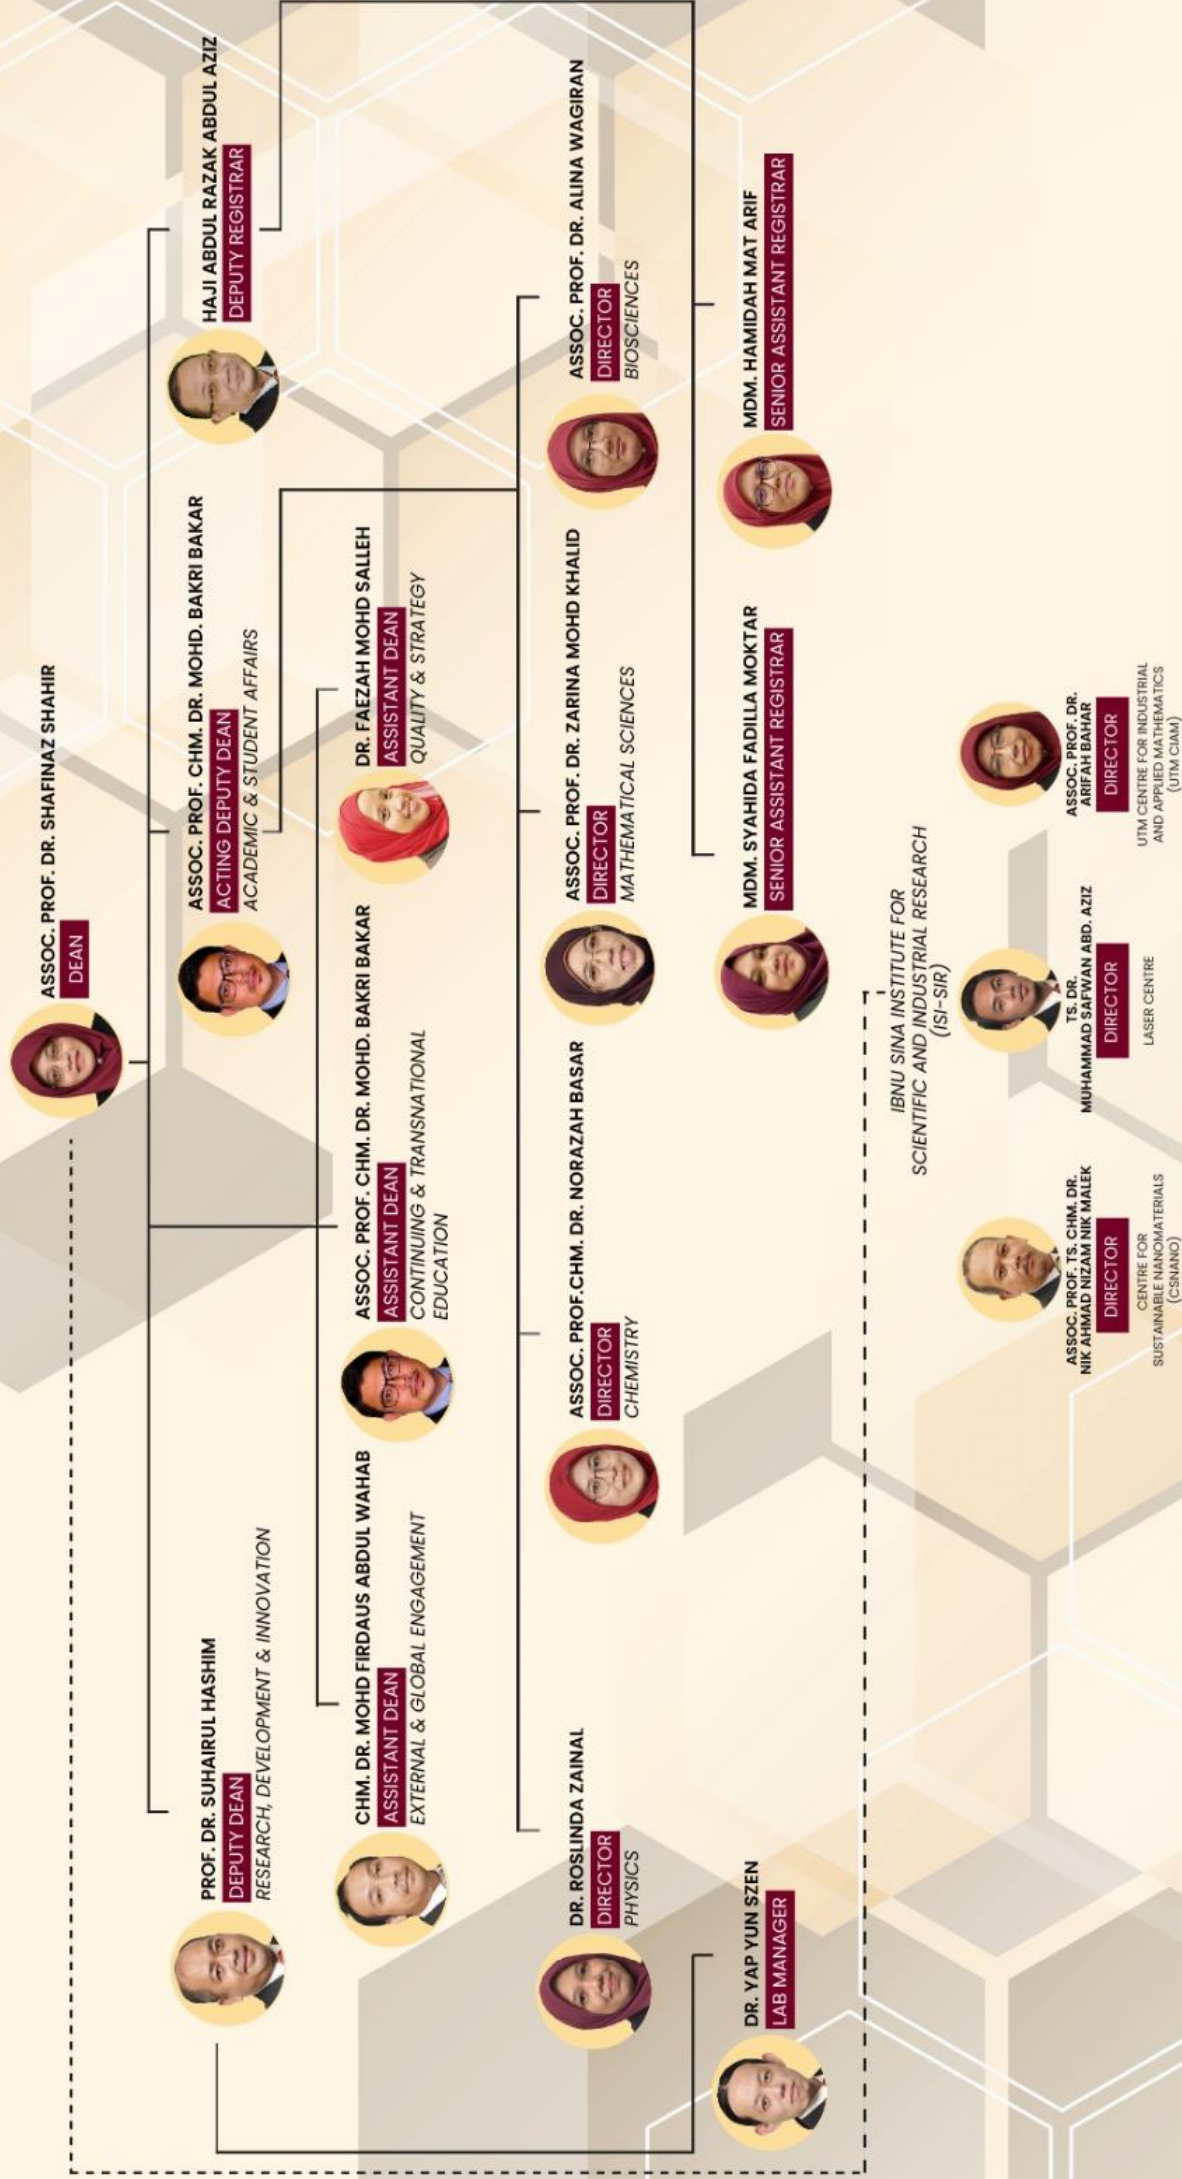 ASSOC. PROF. DR. SHAFINAZ SHAHIR
DEAN
PROF. DR. SUHAIRUL HASHIM
DEPUTY DEAN
RESEARCH, DEVELOPMENT & INNOVATION
ASSOC. PROF. CHM. DR. MOHD. BAKRI BAKAR
ACTING DEPUTY DEAN
ACADEMIC & STUDENT AFFAIRS
HAJI ABDUL RAZAK ABDUL AZIZ
DEPUTY REGISTRAR
CHM. DR. MOHD FIRDAUS ABDUL WAHAB
ASSISTANT DEAN
EXTERNAL & GLOBAL ENGAGEMENT
ASSOC. PROF. CHM. DR. MOHD. BAKRI BAKAR
ASSISTANT DEAN
CONTINUING & TRANSNATIONAL
EDUCATION
DR. FAEZAH MOHD SALLEH
ASSISTANT DEAN
QUALITY & STRATEGY
DR. ROSLINDA ZAINAL
DIRECTOR
PHYSICS
ASSOC. PROF.CHM. DR. NORAZAH BASAR
DIRECTOR
CHEMISTRY
ASSOC. PROF. DR. ZARINA MOHD KHALID
DIRECTOR
MATHEMATICAL SCIENCES
ASSOC. PROF. DR. ALINA WAGIRAN
DIRECTOR
BIOSCIENCES
DR. YAP YUN SZEN
LAB MANAGER
MDM. SYAHIDA FADILLA MOKTAR
SENIOR ASSISTANT REGISTRAR
MDM. HAMIDAH MAT ARIF
SENIOR ASSISTANT REGISTRAR
IBNU SINA INSTITUTE FOR
SCIENTIFIC AND INDUSTRIAL RESEARCH
(ISI-SIR)
ASSOC. PROF. TS. CHM. DR.
NIK AHMAD NIZAM NIK MALEK
DIRECTOR
CENTRE FOR
SUSTAINABLE NANOMATERIALS
(CSNANO)
TS. DR.
MUHAMMAD SAFWAN ABD. AZIZ
DIRECTOR
LASER CENTRE
ASSOC. PROF. DR.
ARIFAH BAHAR
DIRECTOR
UTM CENTRE FOR INDUSTRIAL
AND APPLIED MATHEMATICS
(UTM CIAM)